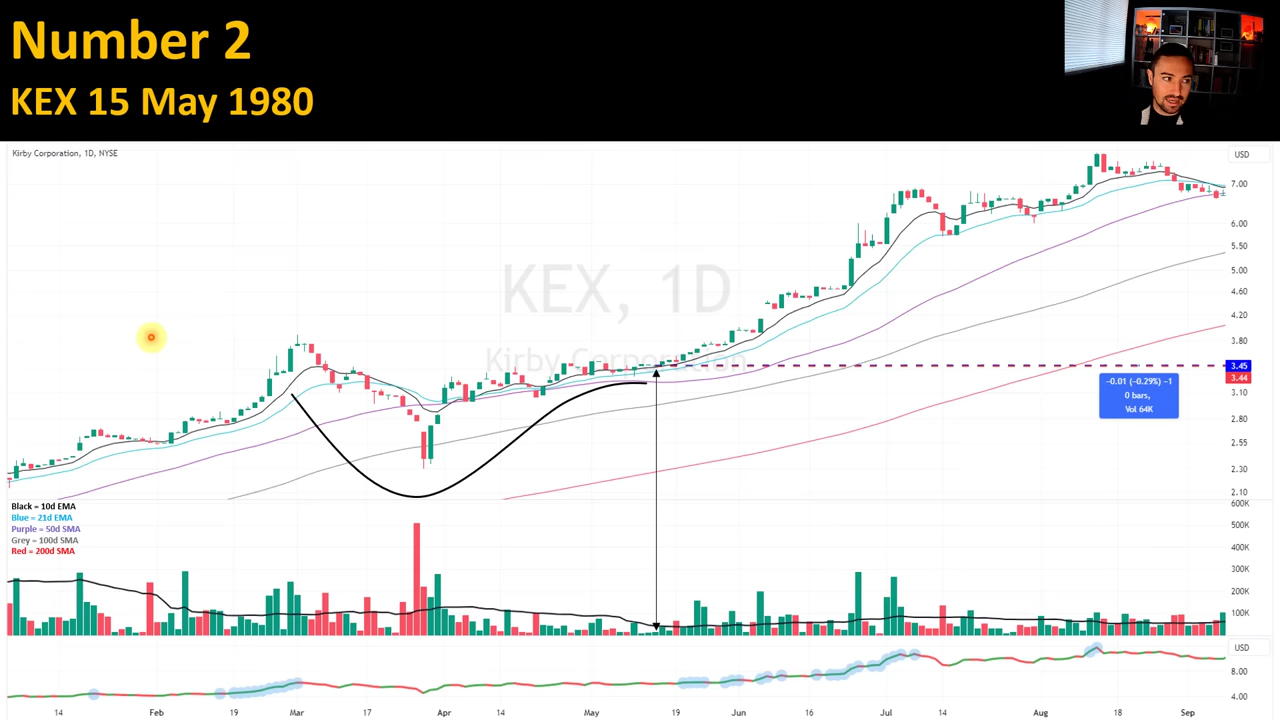 Number 2
KEX 15 May 1980
Kirby Corporation, 1D, NYSE
USD
7.00
6.00
5.50
5.00
4.60
4.20
3.80
3.45
3.44
3.10
2.80
2.55
2.30
2.10
KEX, 1D
Kirby Corporation
-0.01 (-0.29%) -1
0 bars,
Vol 64K
Black = 10d EMA
Blue = 21d EMA
Purple = 50d SMA
Grey = 100d SMA
Red = 200d SMA
600K
500K
400K
300K
200K
100K
USD
8.00
4.00
14 Feb 19 Mar 17 Apr 14 May 19 Jun 16 Jul 14 Aug 18 Sep